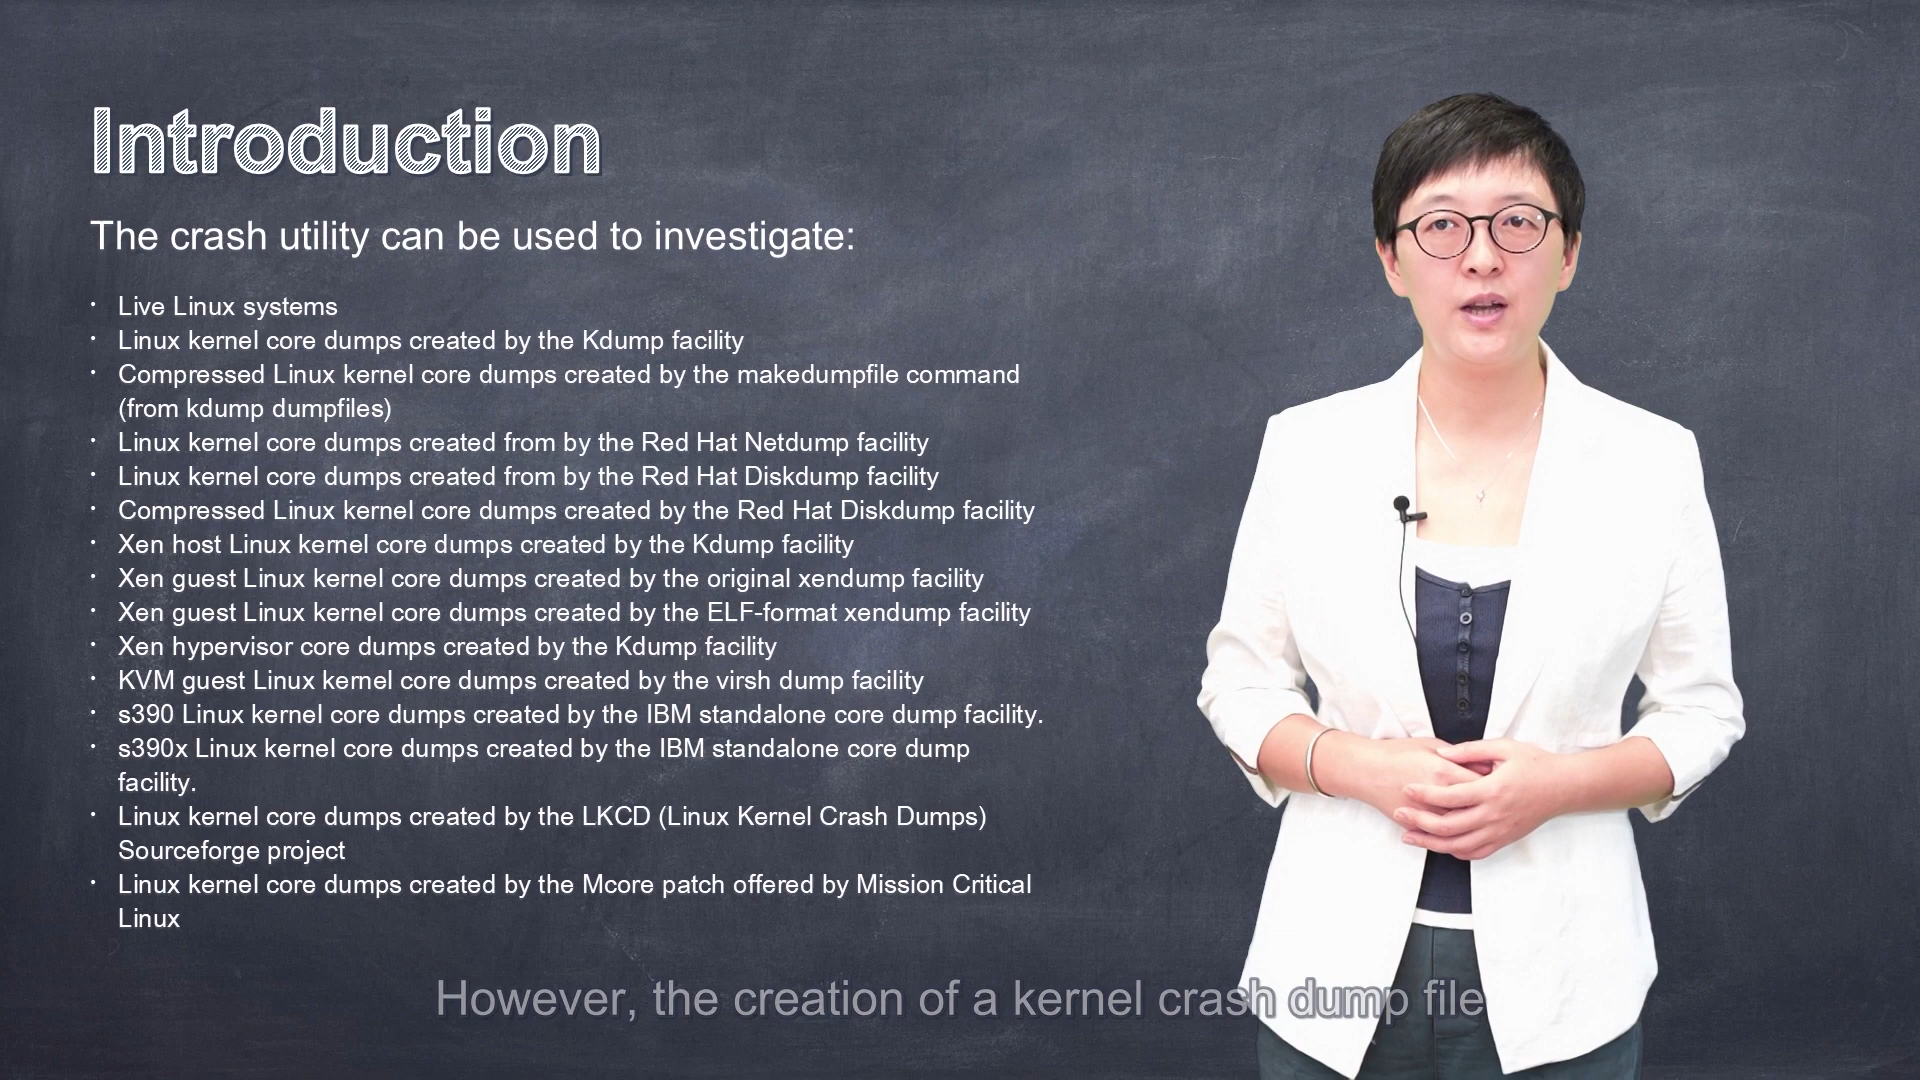 Introduction
The crash utility can be used to investigate:
• Live Linux systems
• Linux kernel core dumps created by the Kdump facility
• Compressed Linux kernel core dumps created by the makedumpfile command
(from kdump dumpfiles)
• Linux kernel core dumps created from by the Red Hat Netdump facility
• Linux kernel core dumps created from by the Red Hat Diskdump facility
• Compressed Linux kernel core dumps created by the Red Hat Diskdump facility
• Xen host Linux kernel core dumps created by the Kdump facility
• Xen guest Linux kernel core dumps created by the original xendump facility
• Xen guest Linux kernel core dumps created by the ELF-format xendump facility
• Xen hypervisor core dumps created by the Kdump facility
• KVM guest Linux kernel core dumps created by the virsh dump facility
• s390 Linux kernel core dumps created by the IBM standalone core dump facility.
• s390x Linux kernel core dumps created by the IBM standalone core dump
facility.
• Linux kernel core dumps created by the LKCD (Linux Kernel Crash Dumps)
Sourceforge project
• Linux kernel core dumps created by the Mcore patch offered by Mission Critical
Linux
However, the creation of a kernel crash dump file